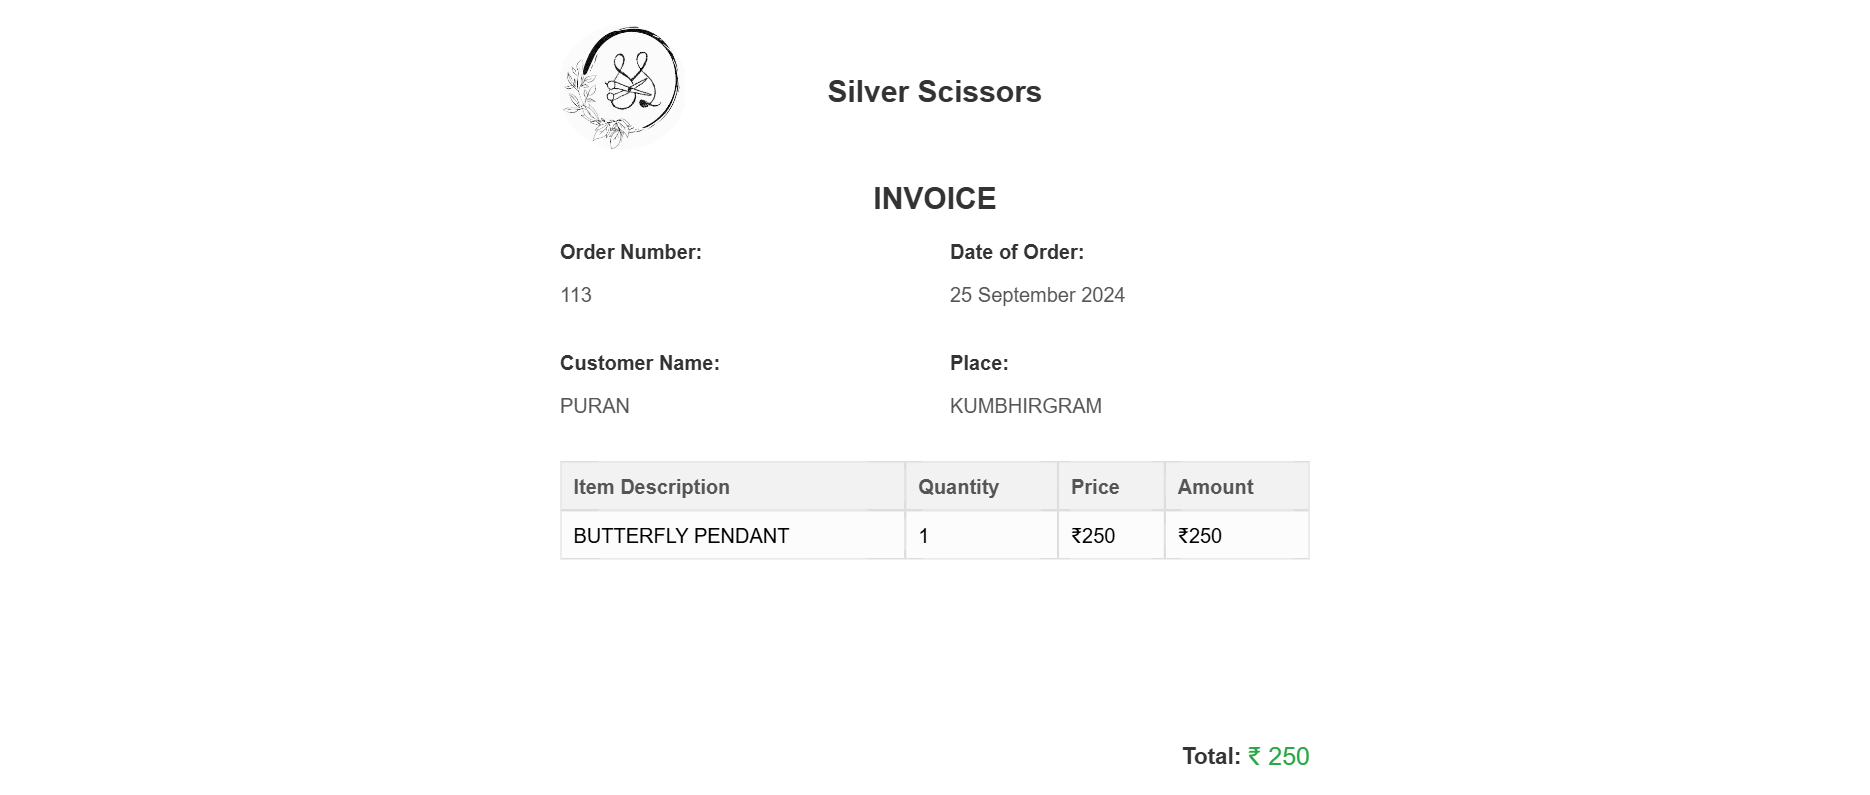 Silver Scissors
INVOICE
Order Number: Date of Order:
113 25 September 2024
Customer Name: Place:
PURAN KUMBHIRGRAM
Item Description Quantity Price Amount
BUTTERFLY PENDANT 1 ₹250 ₹250
Total: ₹ 250